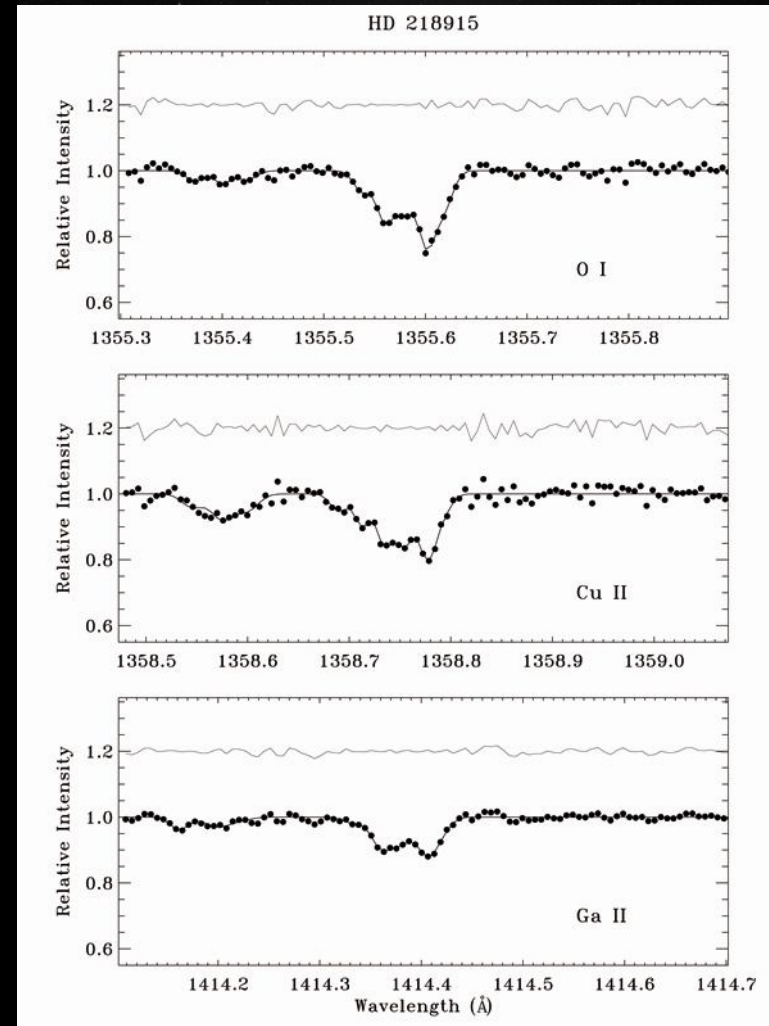 HD 218915
1.2
1.0
0.8
0.6
Relative Intensity
O I
1355.3 1355.4 1355.5 1355.6 1355.7 1355.8
1.2
1.0
0.8
0.6
Relative Intensity
Cu II
1358.5 1358.6 1358.7 1358.8 1358.9 1359.0
1.2
1.0
0.8
0.6
Relative Intensity
Ga II
1414.2 1414.3 1414.4 1414.5 1414.6 1414.7
Wavelength (Å)